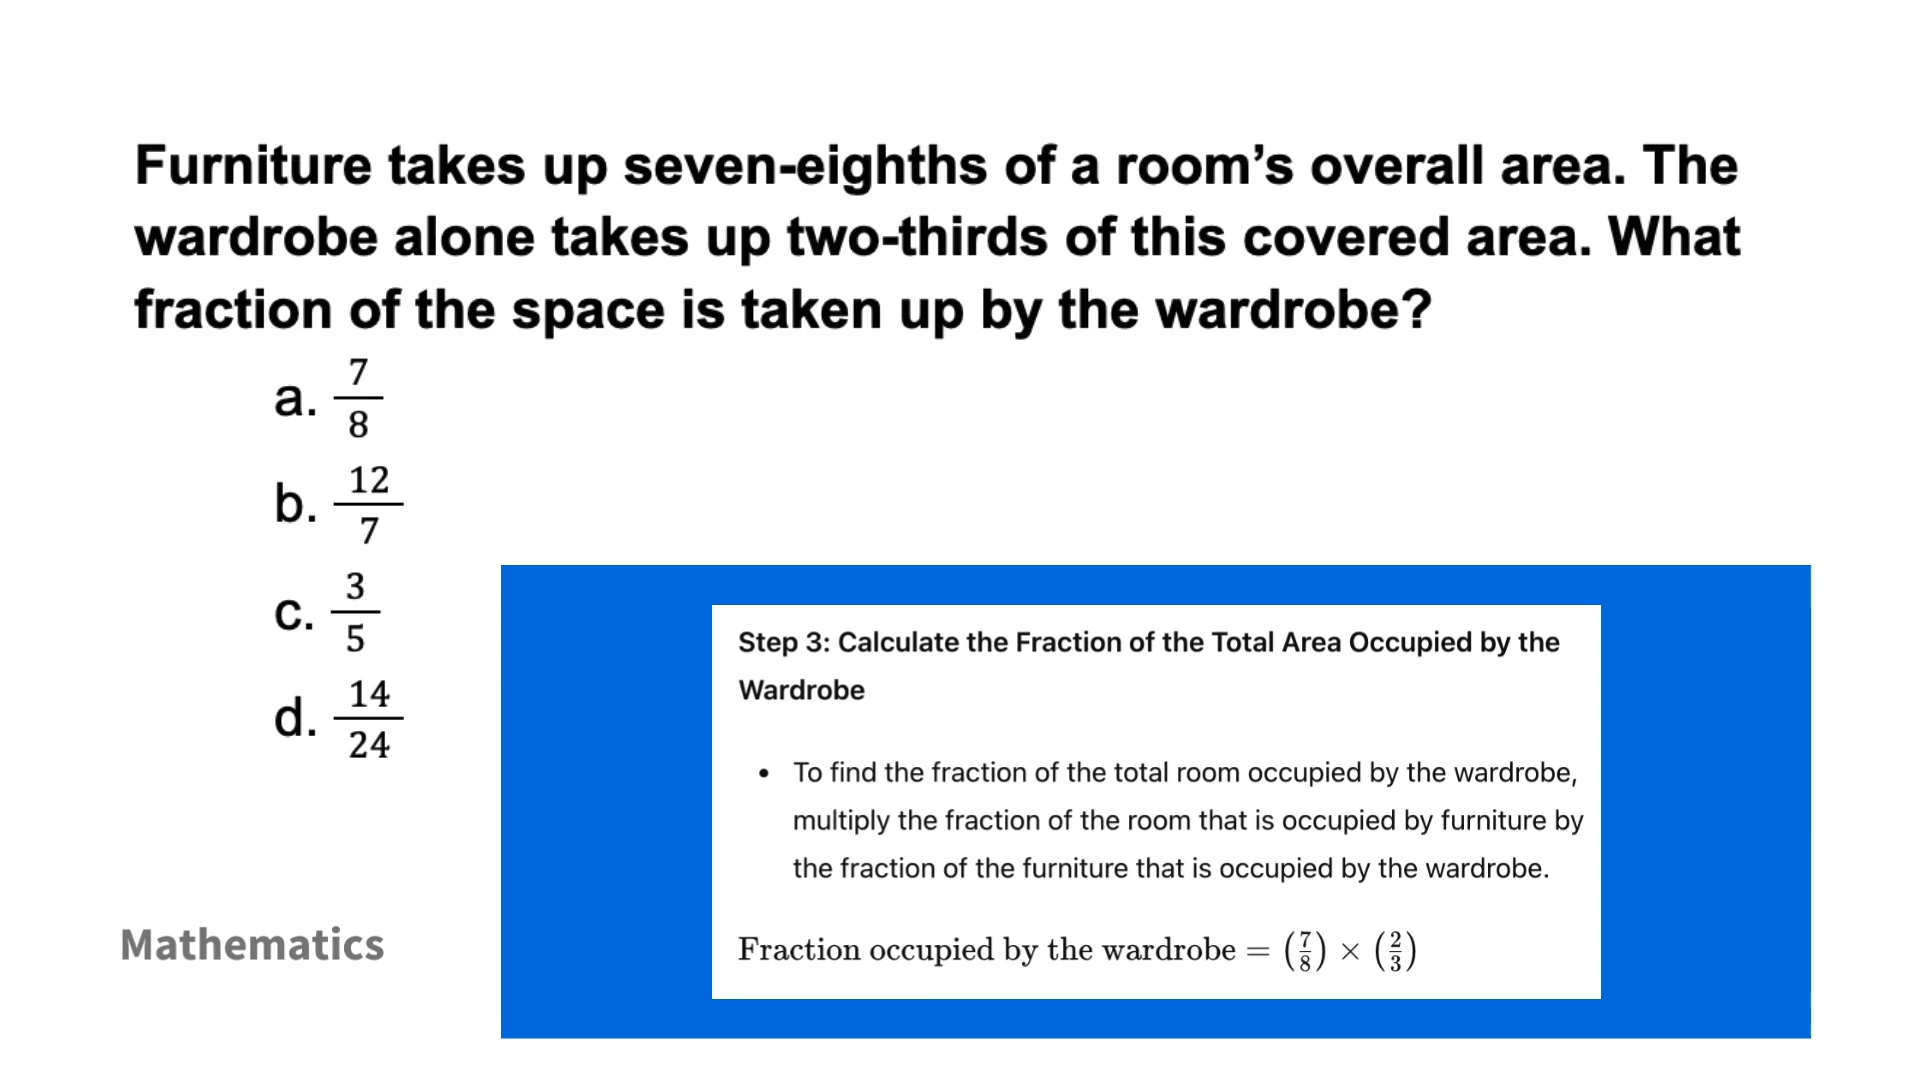 Furniture takes up seven-eighths of a room’s overall area. The
wardrobe alone takes up two-thirds of this covered area. What
fraction of the space is taken up by the wardrobe?
a. 7/8
b. 12/7
c. 3/5
d. 14/24
Step 3: Calculate the Fraction of the Total Area Occupied by the
Wardrobe
• To find the fraction of the total room occupied by the wardrobe,
multiply the fraction of the room that is occupied by furniture by
the fraction of the furniture that is occupied by the wardrobe.
Fraction occupied by the wardrobe = (7/8) × (2/3)
Mathematics